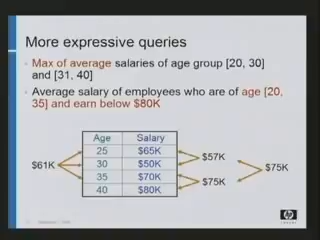 More expressive queries
Max of average salaries of age group [20, 30]
and [31, 40]
Average salary of employees who are of age [20,
35] and earn below $80K
Age Salary
25 $65K
30 $50K
35 $70K
40 $80K
$61K
$57K
$75K
$75K
hp